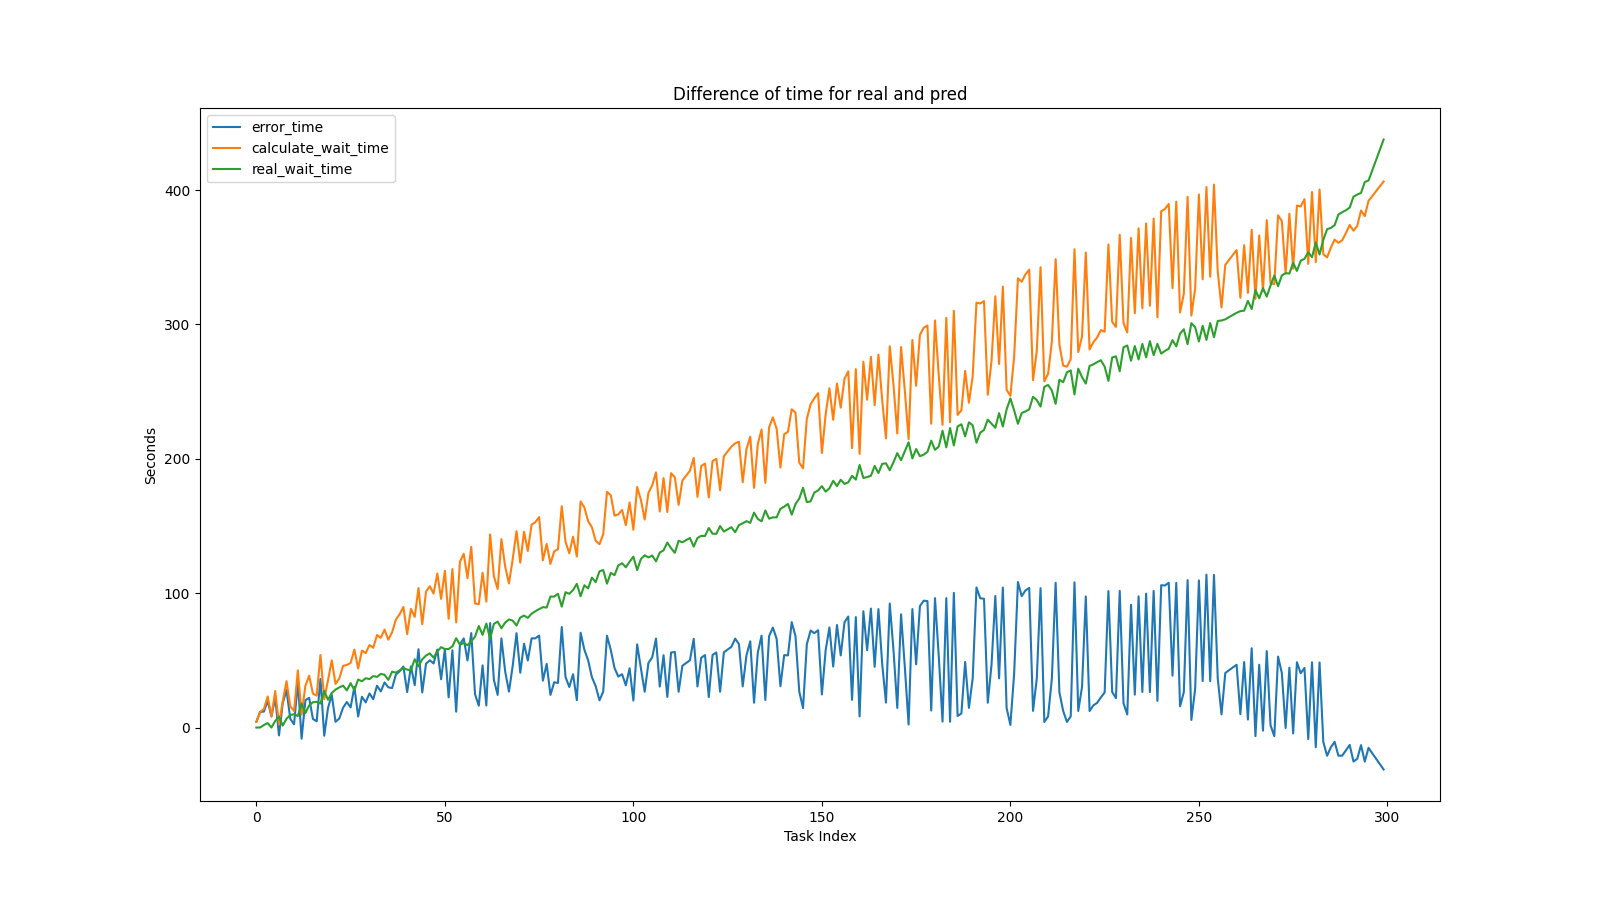 Difference of time for real and pred
error_time
calculate_wait_time
real_wait_time
400
300
200
100
0
Seconds
0 50 100 150 200 250 300
Task Index